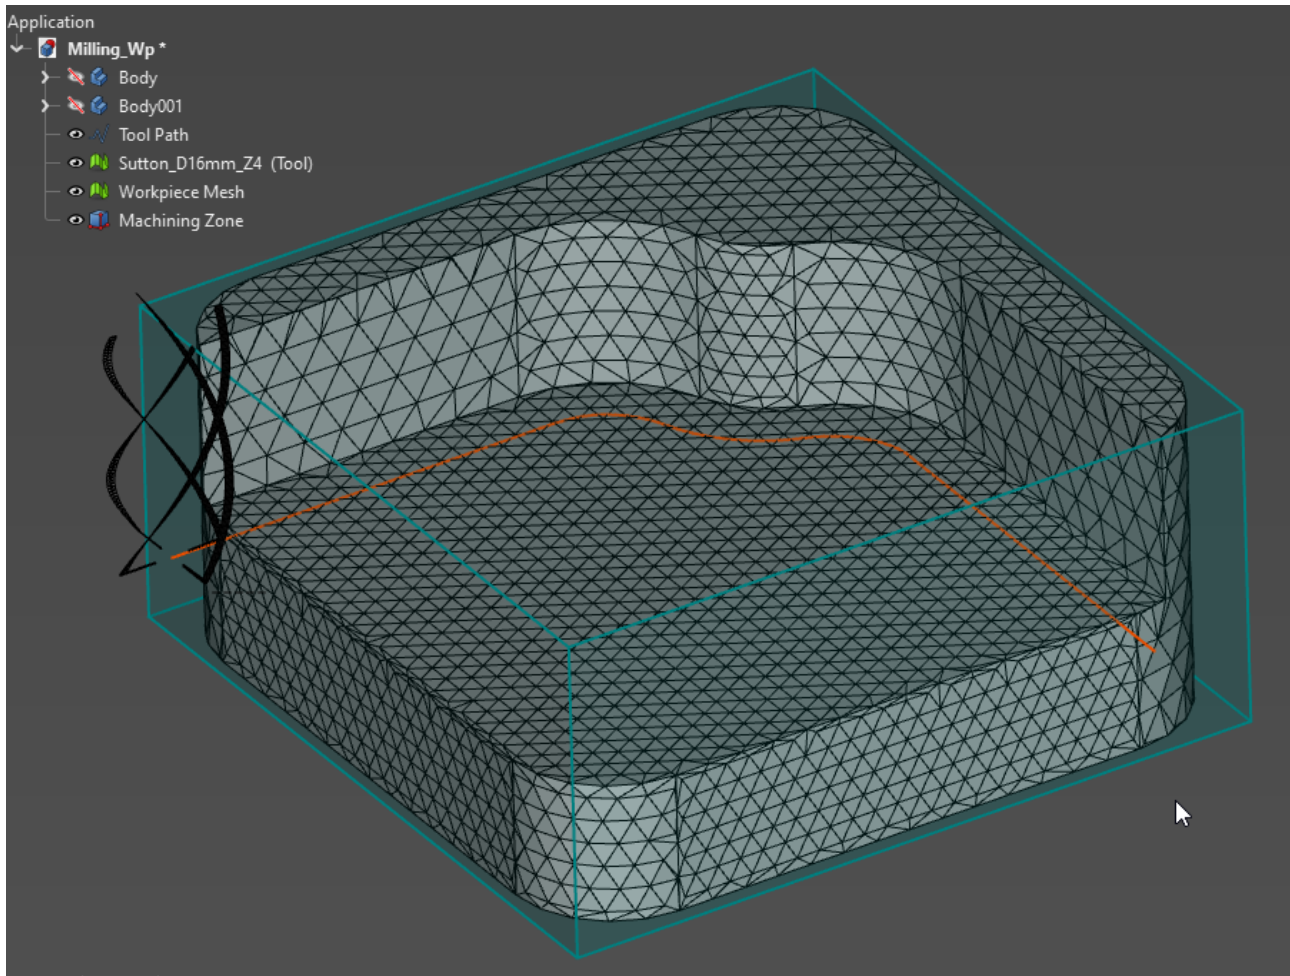 Application
Milling_Wp *
Body
Body001
Tool Path
Sutton_D16mm_Z4 (Tool)
Workpiece Mesh
Machining Zone